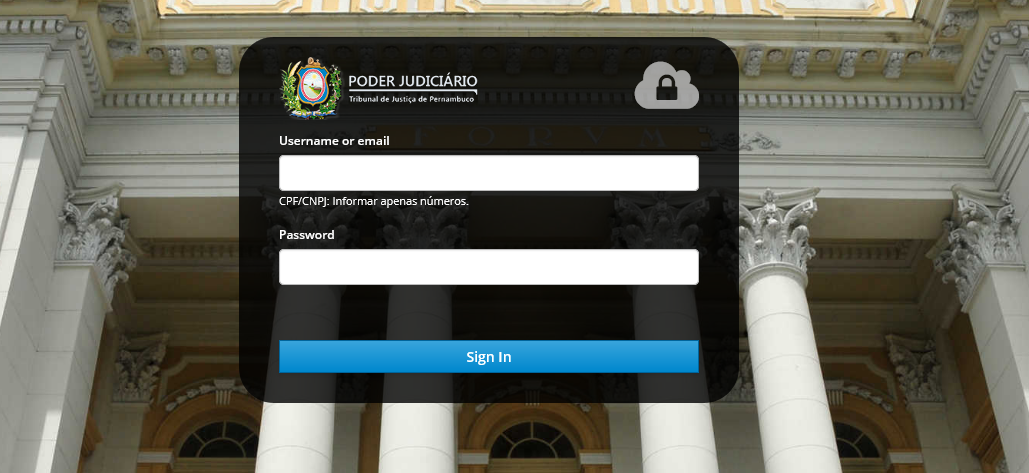 PODER JUDICIÁRIO
Tribunal de Justiça de Pernambuco
Username or email
CPF/CNPJ: Informar apenas números.
Password
Sign In